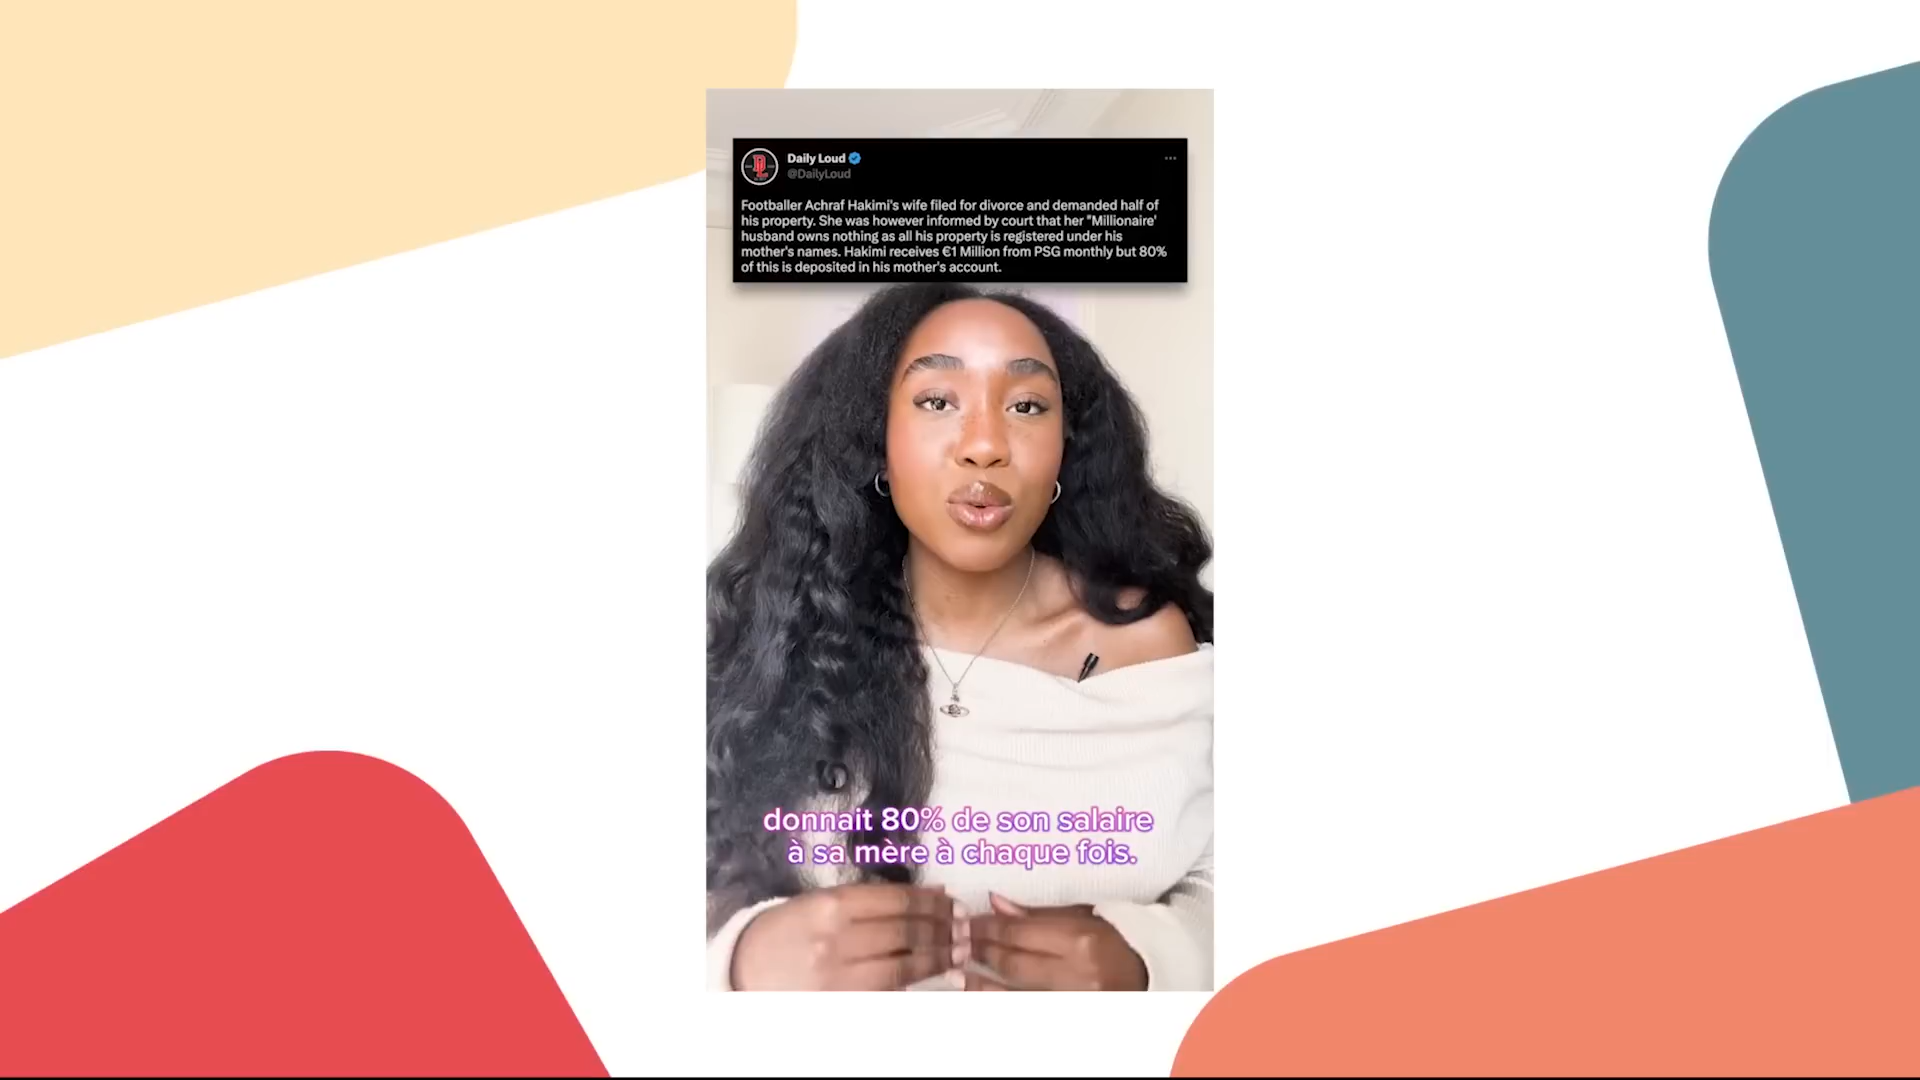 Daily Loud
@DailyLoud
Footballer Achraf Hakimi's wife filed for divorce and demanded half of
his property. She was however informed by court that her "Millionaire'
husband owns nothing as all his property is registered under his
mother's names. Hakimi receives €1 Million from PSG monthly but 80%
of this is deposited in his mother's account.
donnait 80% de son salaire
à sa mère à chaque fois.